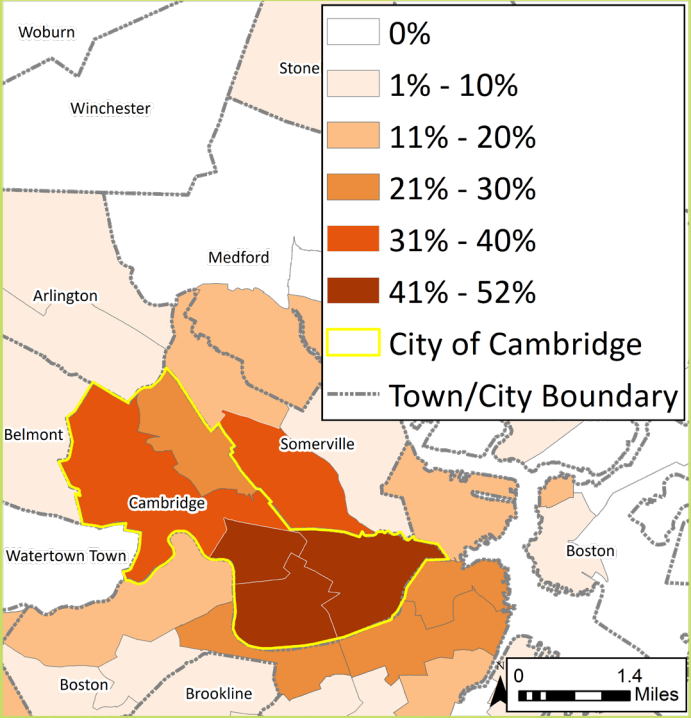 Woburn
0%
Stone
1% - 10%
Winchester
11% - 20%
21% - 30%
31% - 40%
Medford
41% - 52%
Arlington
City of Cambridge
Town/City Boundary
Belmont
Somerville
Cambridge
Watertown Town
Boston
Boston
Brookline
N
0 1.4
Miles